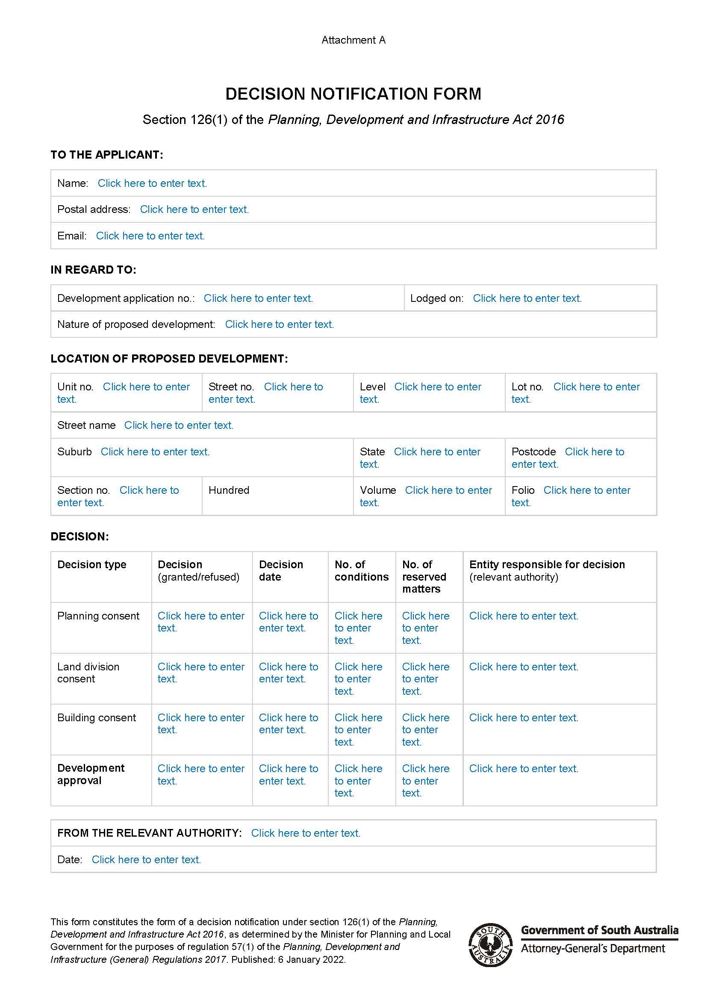 Attachment A
DECISION NOTIFICATION FORM
Section 126(1) of the Planning, Development and Infrastructure Act 2016
TO THE APPLICANT:
Name: Click here to enter text.
Postal address: Click here to enter text.
Email: Click here to enter text.
IN REGARD TO:
Development application no.: Click here to enter text.
Lodged on: Click here to enter text.
Nature of proposed development: Click here to enter text.
LOCATION OF PROPOSED DEVELOPMENT:
Unit no. Click here to enter
text.
Street no. Click here to
enter text.
Level Click here to enter
text.
Lot no. Click here to enter
text.
Street name Click here to enter text.
Suburb Click here to enter text.
State Click here to enter
text.
Postcode Click here to
enter text.
Section no. Click here to
enter text.
Hundred
Volume Click here to enter
text.
Folio Click here to enter
text.
DECISION:
Decision type
Decision
(granted/refused)
Decision
date
No. of
conditions
No. of
reserved
matters
Entity responsible for decision
(relevant authority)
Planning consent
Click here to enter
text.
Click here to
enter text.
Click here
to enter
text.
Click here
to enter
text.
Click here to enter text.
Land division
consent
Click here to enter
text.
Click here to
enter text.
Click here
to enter
text.
Click here
to enter
text.
Click here to enter text.
Building consent
Click here to enter
text.
Click here to
enter text.
Click here
to enter
text.
Click here
to enter
text.
Click here to enter text.
Development
approval
Click here to enter
text.
Click here to
enter text.
Click here
to enter
text.
Click here
to enter
text.
Click here to enter text.
FROM THE RELEVANT AUTHORITY: Click here to enter text.
Date: Click here to enter text.
This form constitutes the form of a decision notification under section 126(1) of the Planning,
Development and Infrastructure Act 2016, as determined by the Minister for Planning and Local
Government for the purposes of regulation 57(1) of the Planning, Development and
Infrastructure (General) Regulations 2017. Published: 6 January 2022.
SOUTH
AUSTRALIA
Government of South Australia
Attorney-General's Department